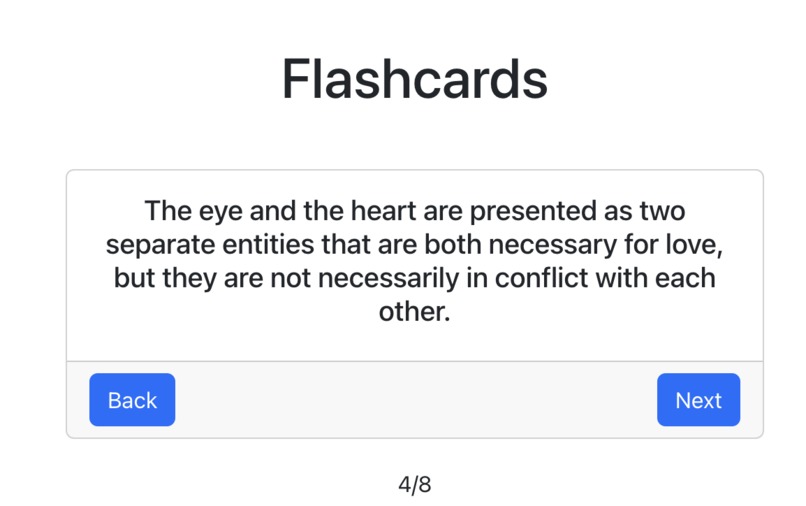 Flashcards
The eye and the heart are presented as two
separate entities that are both necessary for love,
but they are not necessarily in conflict with each
other.
Back
Next
4/8